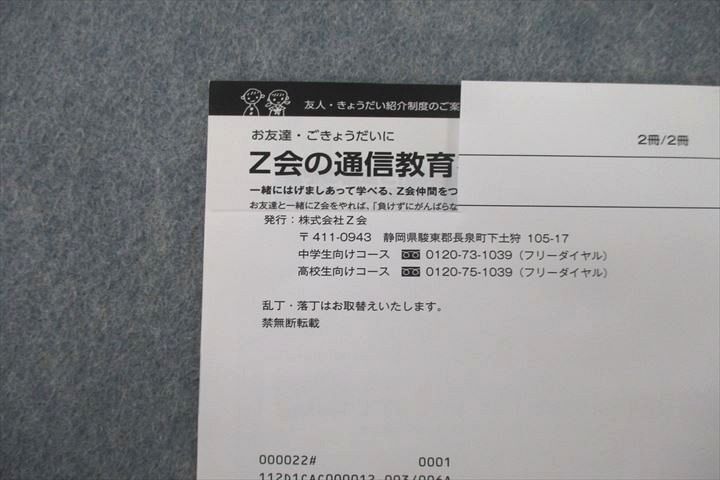 友人・きょうだい紹介制度のご案
2冊/2冊
お友達・ごきょうだいに
Z会の通信教育
一緒にはげましあって学べる、Z会仲間をつ
お友達と一緒にZ会をやれば、「負けずにがんばらな
発行：株式会社Z会
〒411-0943 静岡県駿東郡長泉町下土狩 105-17
中学生向けコース 0120-73-1039（フリーダイヤル）
高校生向けコース 0120-75-1039（フリーダイヤル）
乱丁・落丁はお取替えいたします。
禁無断転載
000022# 0001
112D1CAC000012-003/006A